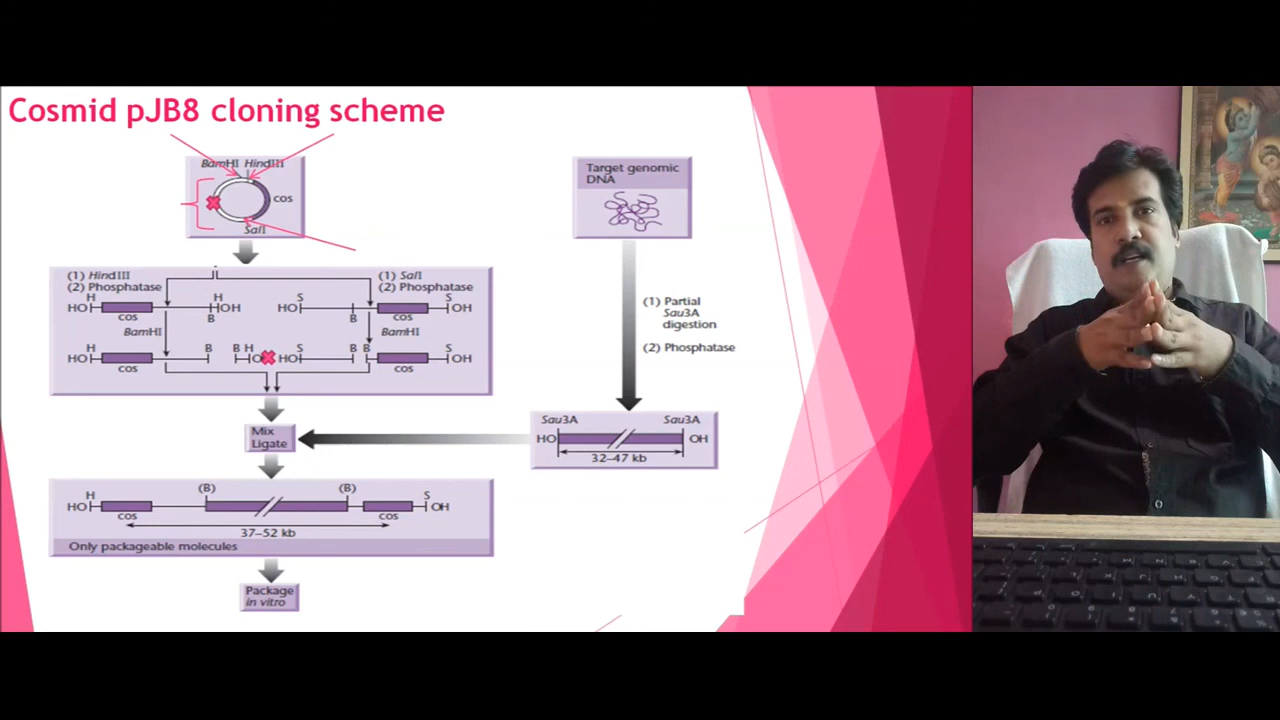 Cosmid pJB8 cloning scheme
BamHI HindIII
cos
SalI
Target genomic
DNA
(1) HindIII
(2) Phosphatase
(1) SalI
(2) Phosphatase
H H S S
HO OH HO OH
cos B B cos
BamHI BamHI
B B H S B B S
HO HO OH
cos cos
(1) Partial
Sau3A
digestion
(2) Phosphatase
Mix
Ligate
Sau3A Sau3A
HO OH
32–47 kb
H (B) (B) S
HO OH
cos cos
37–52 kb
Only packageable molecules
Package
in vitro